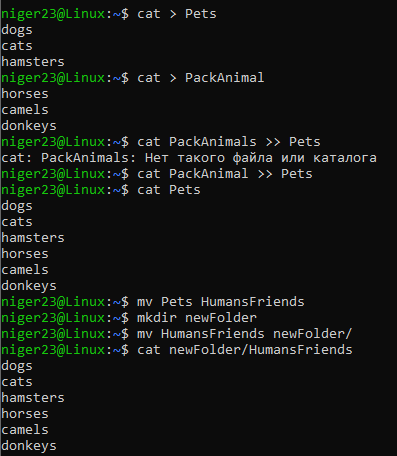 niger23@Linux:~$ cat > Pets
dogs
cats
hamsters
niger23@Linux:~$ cat > PackAnimal
horses
camels
donkeys
niger23@Linux:~$ cat PackAnimals >> Pets
cat: PackAnimals: Нет такого файла или каталога
niger23@Linux:~$ cat PackAnimal >> Pets
niger23@Linux:~$ cat Pets
dogs
cats
hamsters
horses
camels
donkeys
niger23@Linux:~$ mv Pets HumansFriends
niger23@Linux:~$ mkdir newFolder
niger23@Linux:~$ mv HumansFriends newFolder/
niger23@Linux:~$ cat newFolder/HumansFriends
dogs
cats
hamsters
horses
camels
donkeys